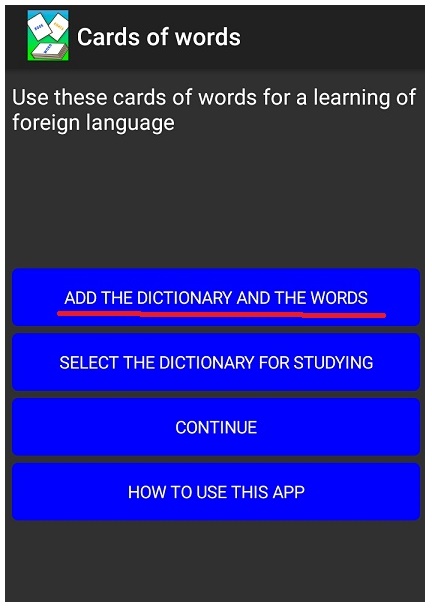 Cards of words
Use these cards of words for a learning of
foreign language
ADD THE DICTIONARY AND THE WORDS
SELECT THE DICTIONARY FOR STUDYING
CONTINUE
HOW TO USE THIS APP